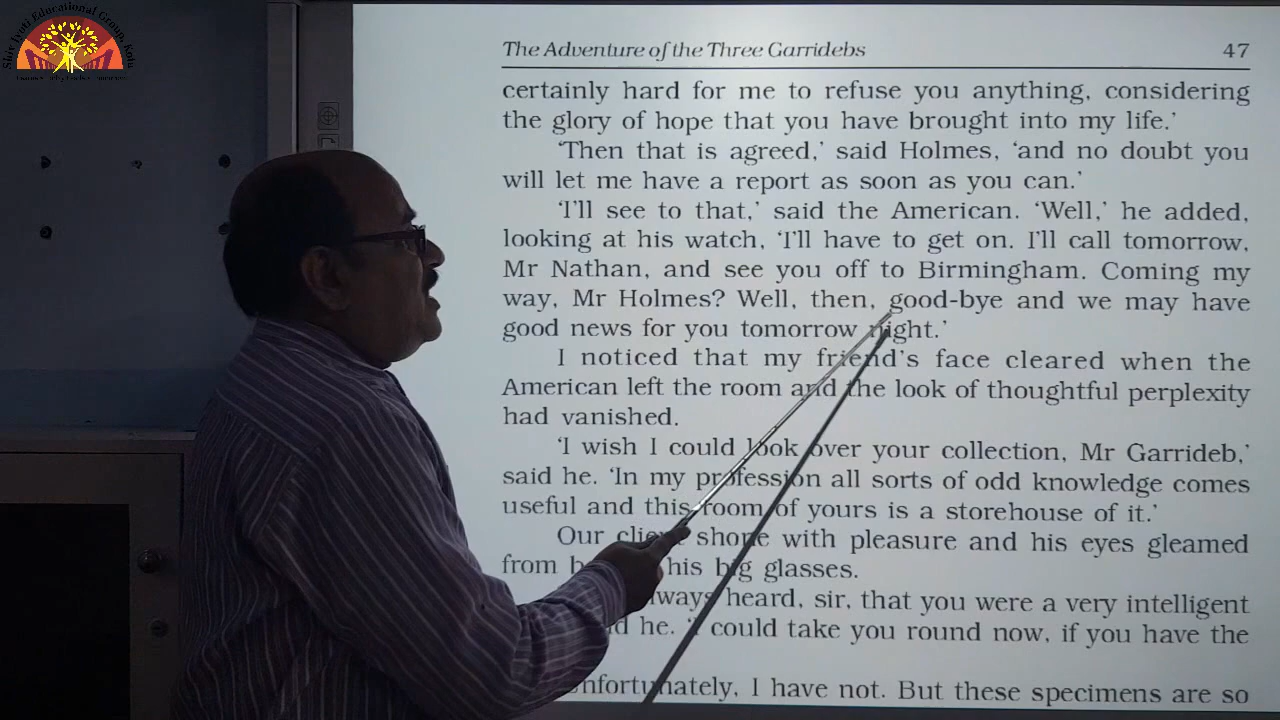 Shiv Jyoti Educational Group, Kota
The Adventure of the Three Garridebs 47
certainly hard for me to refuse you anything, considering
the glory of hope that you have brought into my life.’
‘Then that is agreed,’ said Holmes, ‘and no doubt you
will let me have a report as soon as you can.’
‘I’ll see to that,’ said the American. ‘Well,’ he added,
looking at his watch, ‘I’ll have to get on. I’ll call tomorrow,
Mr Nathan, and see you off to Birmingham. Coming my
way, Mr Holmes? Well, then, good-bye and we may have
good news for you tomorrow night.’
I noticed that my friend’s face cleared when the
American left the room and the look of thoughtful perplexity
had vanished.
‘I wish I could look over your collection, Mr Garrideb,’
said he. ‘In my profession all sorts of odd knowledge comes
useful and this room of yours is a storehouse of it.’
Our client shone with pleasure and his eyes gleamed
from his big glasses.
always heard, sir, that you were a very intelligent
he. ‘I could take you round now, if you have the
Unfortunately, I have not. But these specimens are so